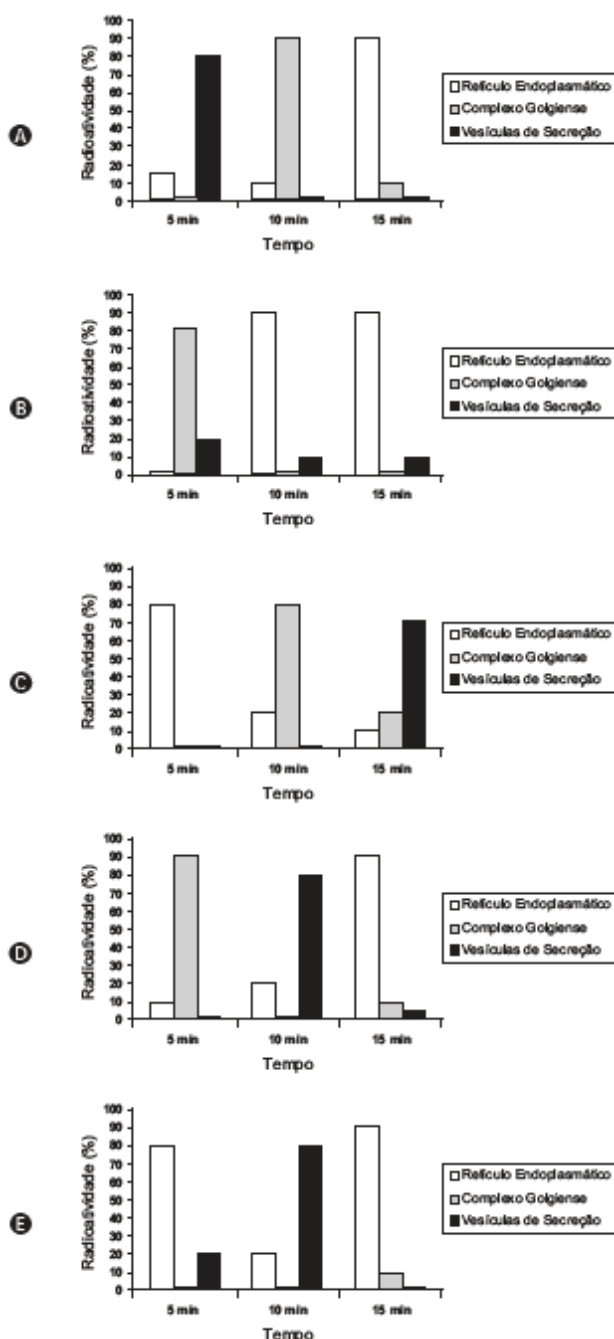 A
Radioatividade (%)
100
90
80
70
60
50
40
30
20
10
0
5 min 10 min 15 min
Tempo
Retículo Endoplasmático
Complexo Golgiense
Vesículas de Secreção
B
Radioatividade (%)
100
90
80
70
60
50
40
30
20
10
0
5 min 10 min 15 min
Tempo
Retículo Endoplasmático
Complexo Golgiense
Vesículas de Secreção
C
Radioatividade (%)
100
90
80
70
60
50
40
30
20
10
0
5 min 10 min 15 min
Tempo
Retículo Endoplasmático
Complexo Golgiense
Vesículas de Secreção
D
Radioatividade (%)
100
90
80
70
60
50
40
30
20
10
0
5 min 10 min 15 min
Tempo
Retículo Endoplasmático
Complexo Golgiense
Vesículas de Secreção
E
Radioatividade (%)
100
90
80
70
60
50
40
30
20
10
0
5 min 10 min 15 min
Tempo
Retículo Endoplasmático
Complexo Golgiense
Vesículas de Secreção